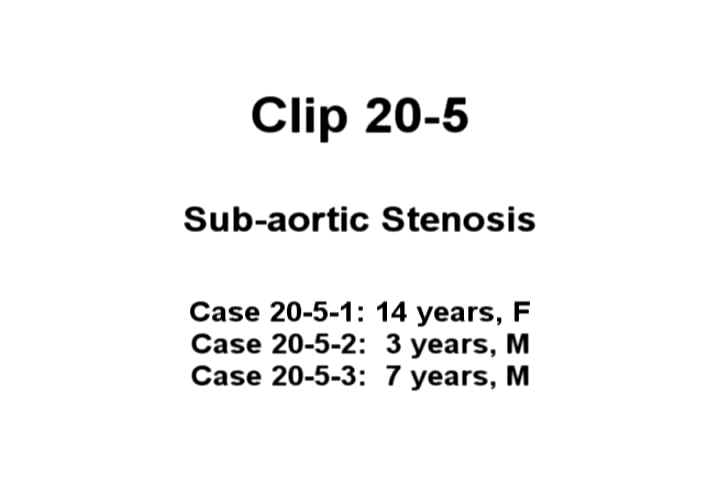 Clip 20-5
Sub-aortic Stenosis
Case 20-5-1: 14 years, F
Case 20-5-2:  3 years, M
Case 20-5-3:  7 years, M